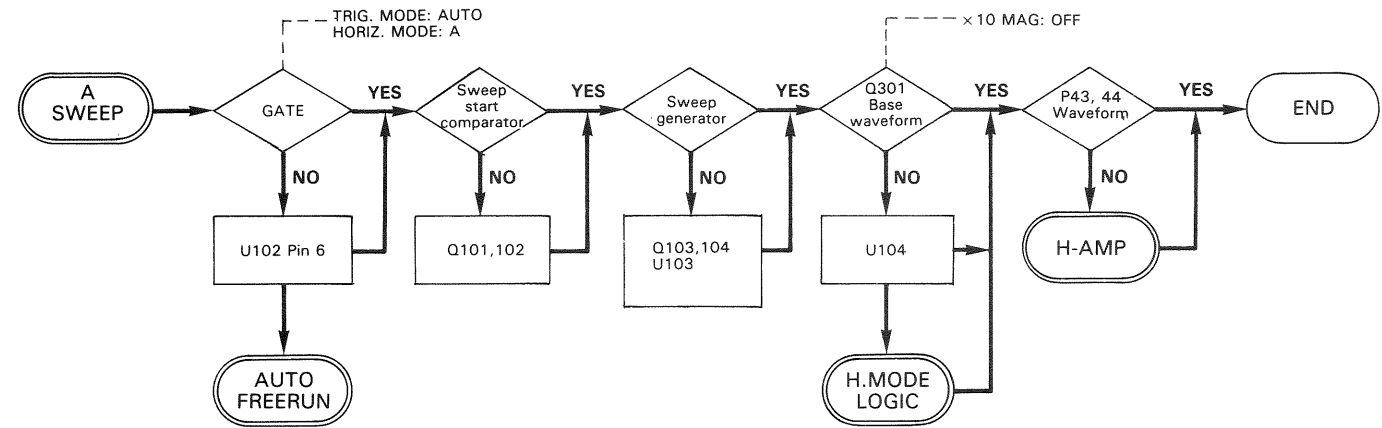 TRIG. MODE: AUTO
HORIZ. MODE: A
×10 MAG: OFF
A
SWEEP
GATE
YES
Sweep
start
comparator
YES
Sweep
generator
YES
Q301
Base
waveform
YES
P43, 44
Waveform
YES
END
NO
NO
NO
NO
NO
U102 Pin 6
Q101,102
Q103,104
U103
U104
H-AMP
AUTO
FREERUN
H.MODE
LOGIC